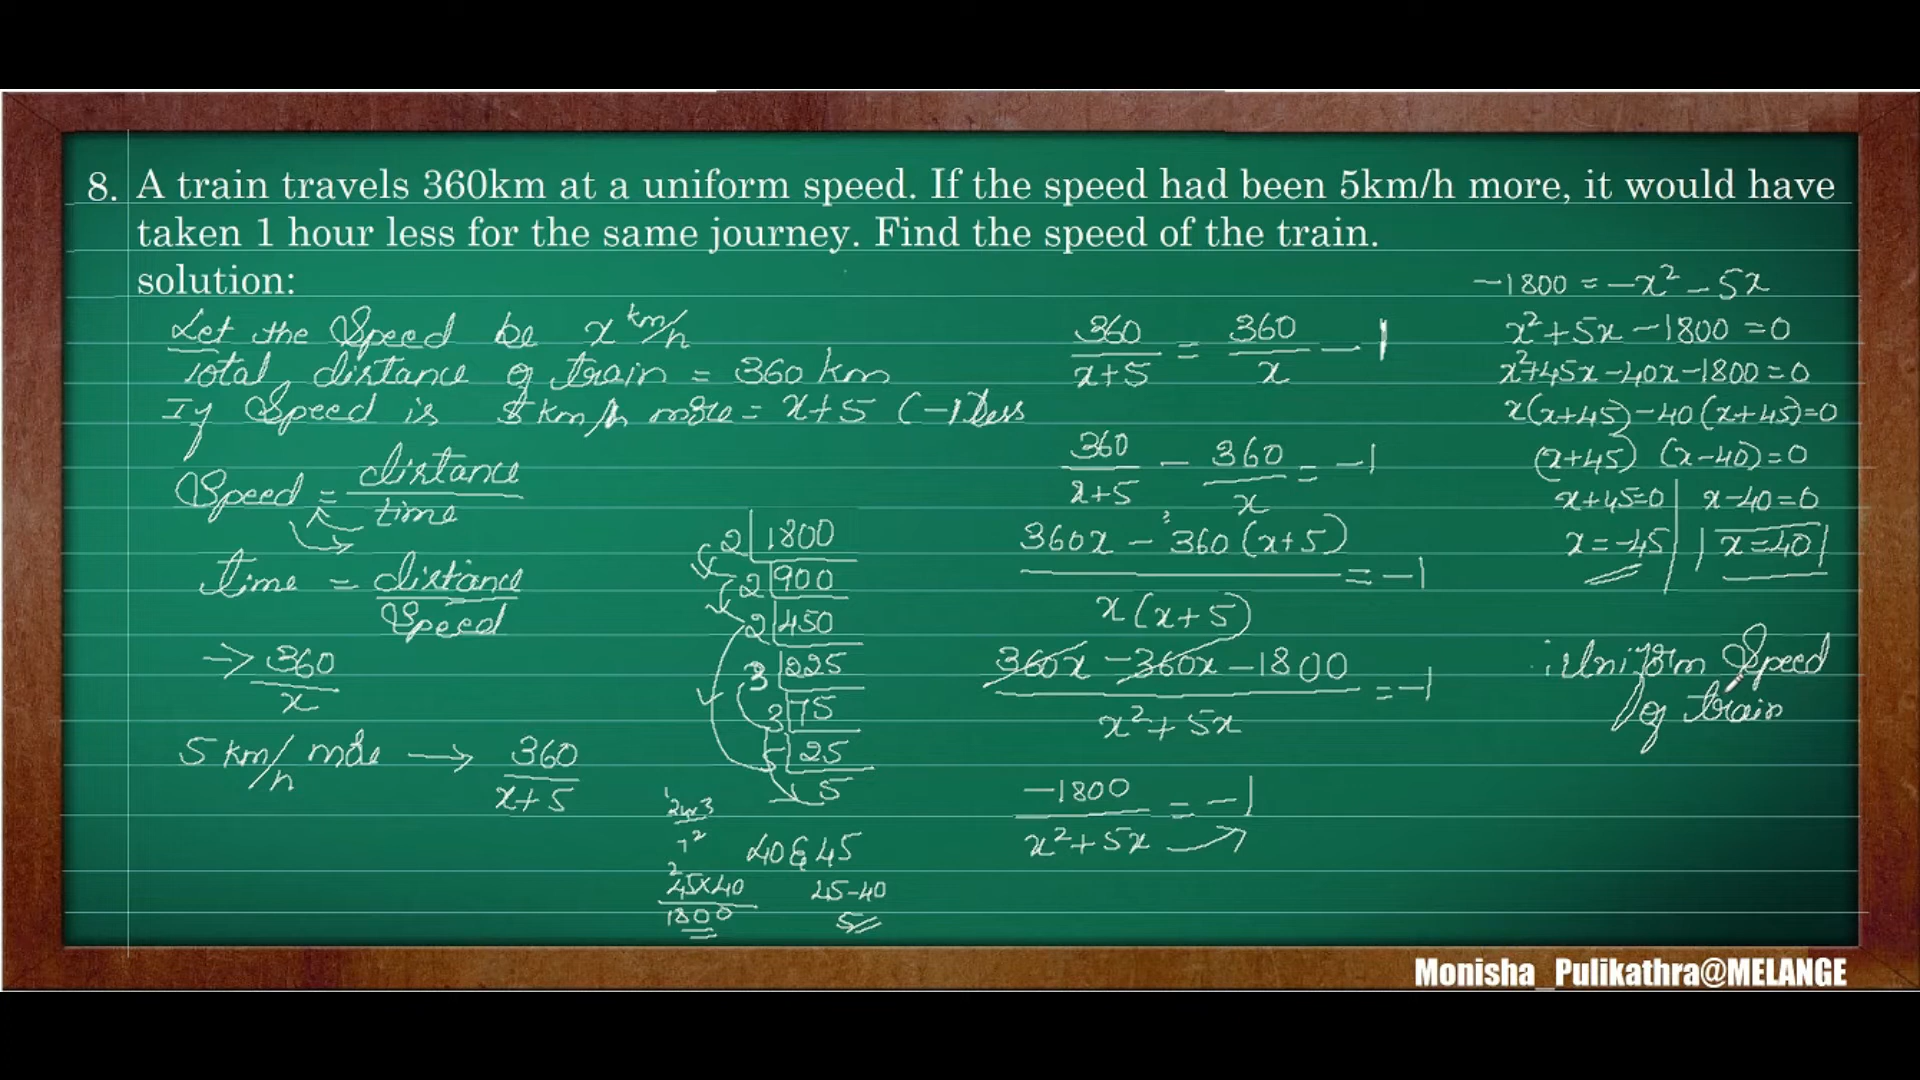 8. A train travels 360km at a uniform speed. If the speed had been 5km/h more, it would have
taken 1 hour less for the same journey. Find the speed of the train.
solution:
Let the Speed be x km/h
Total distance of train = 360 km
If Speed is 5 km/h more = x+5 (-1) Less
Speed = distance/time
time = distance/Speed
→ 360/x
5 km/h more → 360/x+5
2 | 1800
2 | 900
2 | 450
3 | 225
3 | 75
5 | 25
5
40 & 45
45×40
1800
45-40
5
360/x+5 = 360/x - 1
360/x+5 - 360/x = -1
360x - 360(x+5)/x(x+5) = -1
360x - 360x - 1800/x²+5x = -1
-1800/x²+5x = -1
-1800 = -x² - 5x
x²+5x-1800=0
x²+45x-40x-1800=0
x(x+45)-40(x+45)=0
(x+45) (x-40)=0
x+45=0 | x-40=0
x=-45 | x=40
Uniform Speed
of train
Monisha_Pulikathra@MELANGE